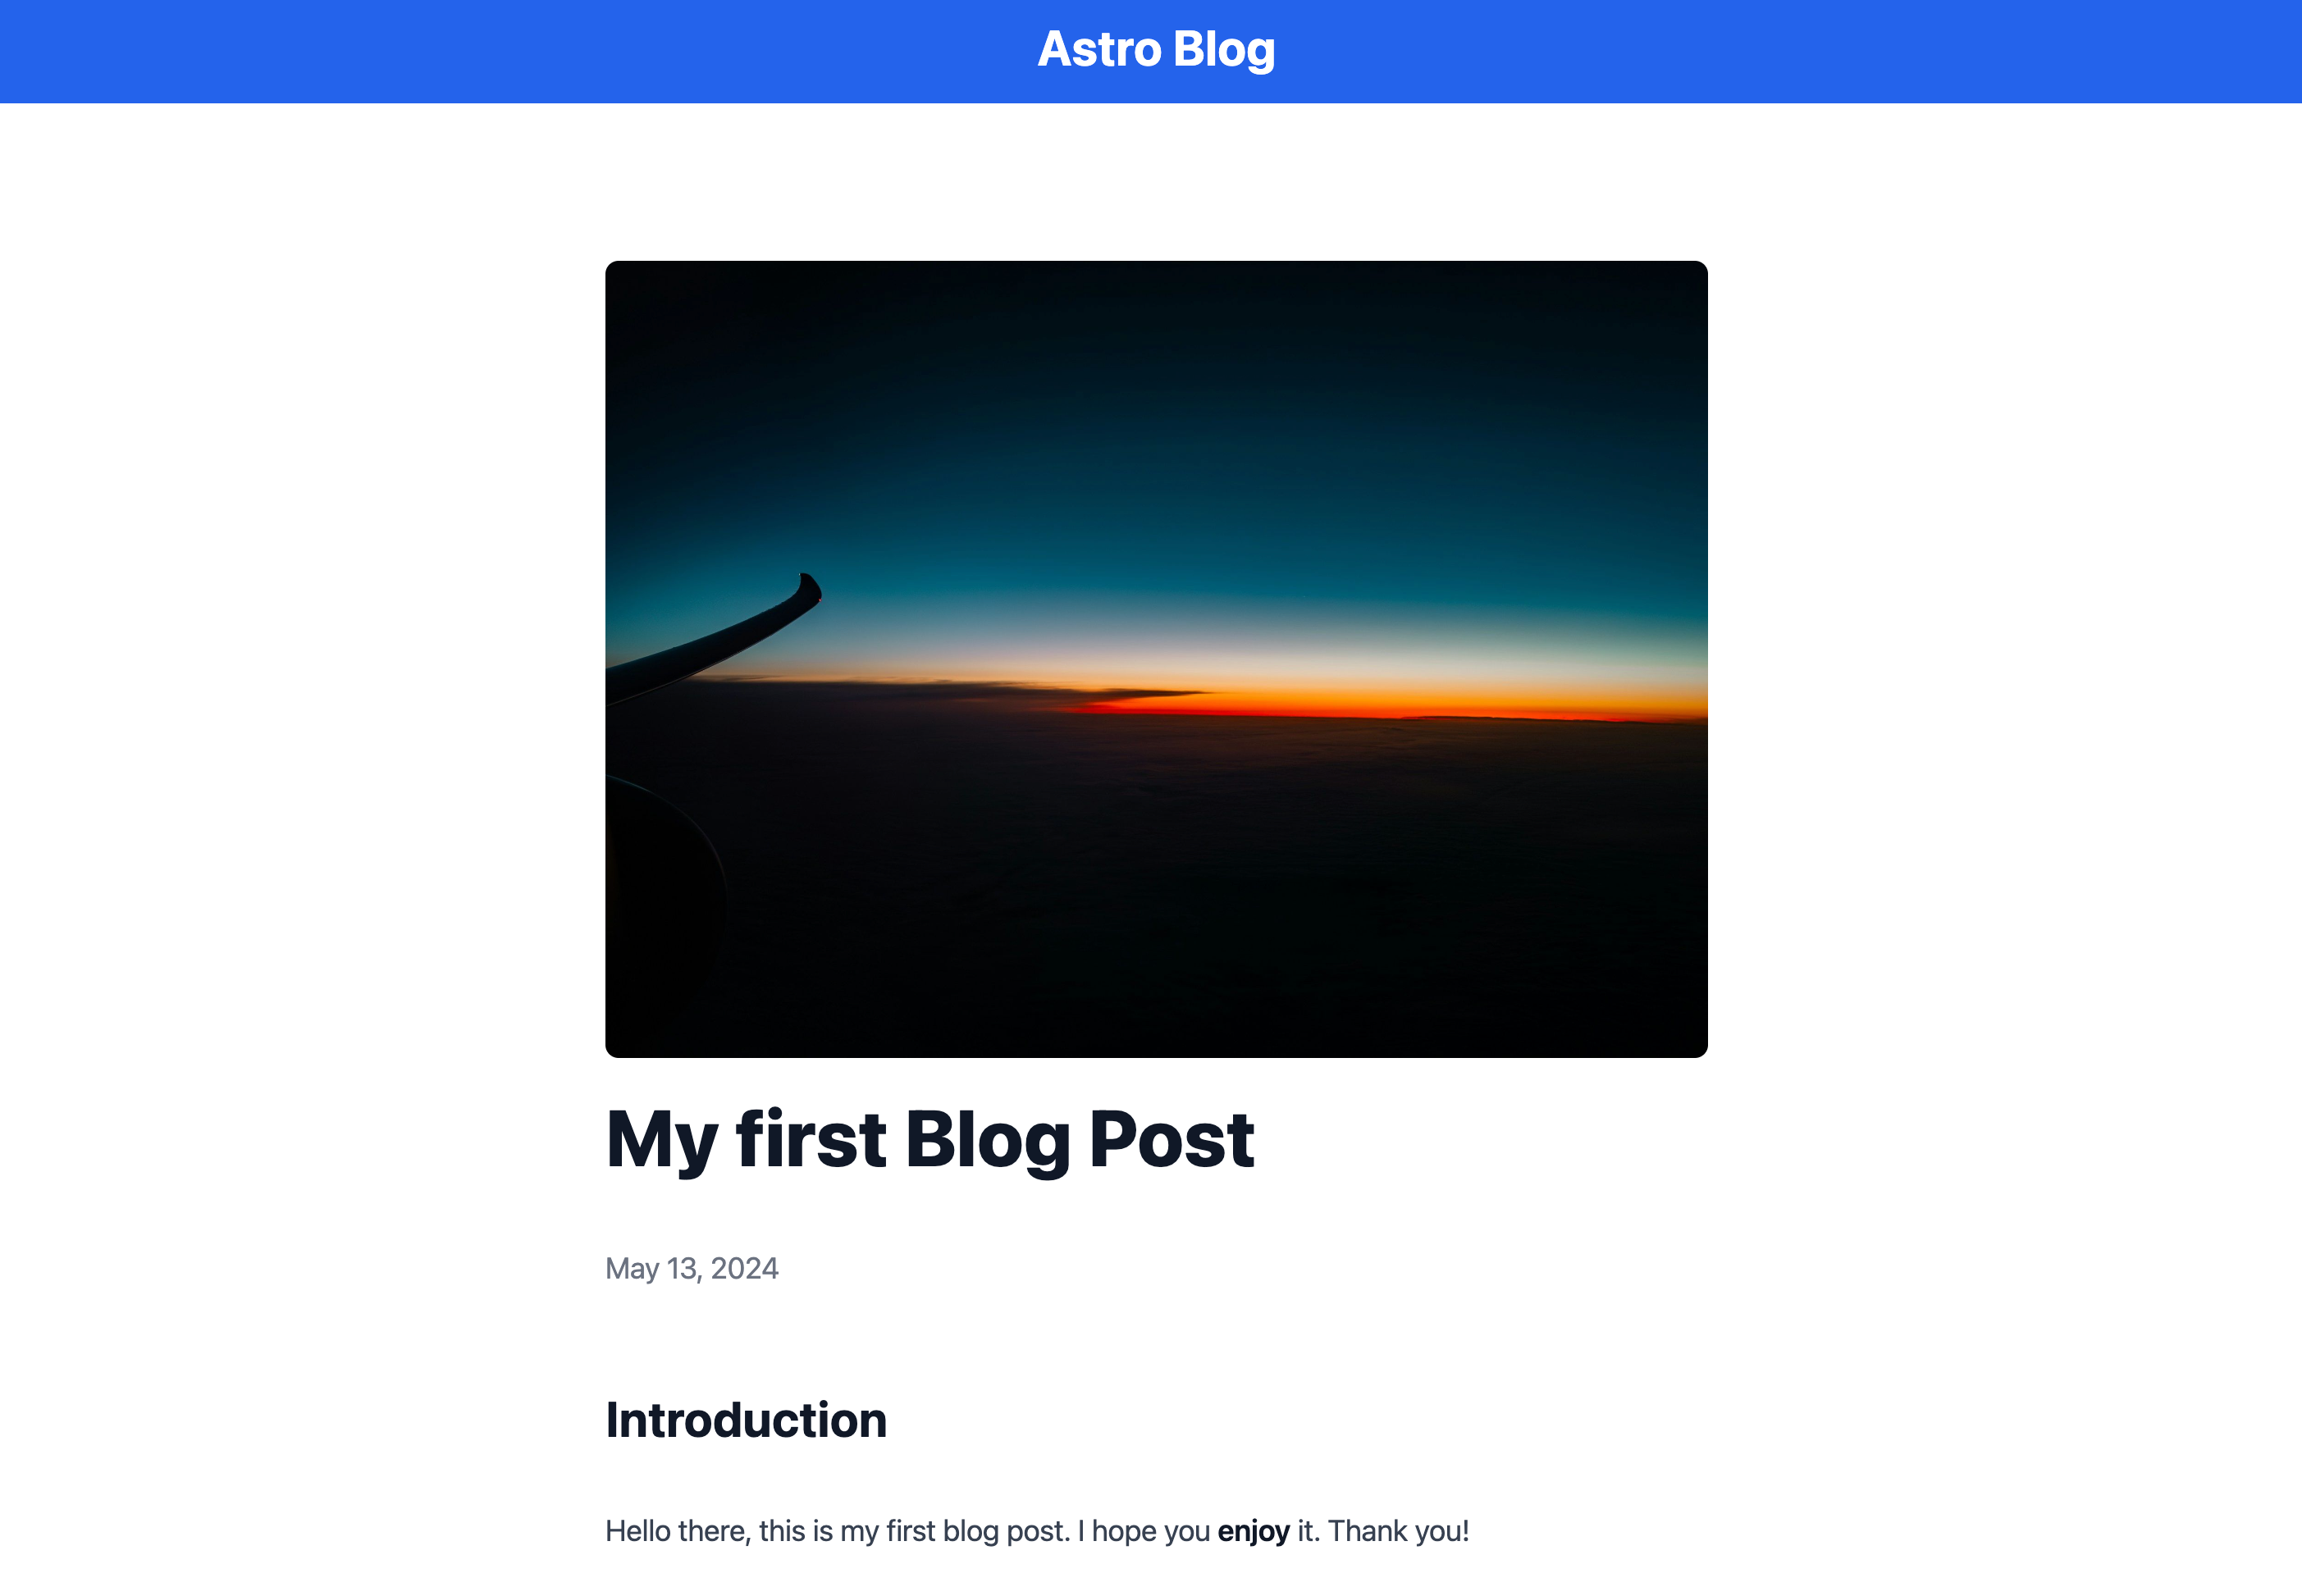 Astro Blog
My first Blog Post
May 13, 2024
Introduction
Hello there, this is my first blog post. I hope you enjoy it. Thank you!